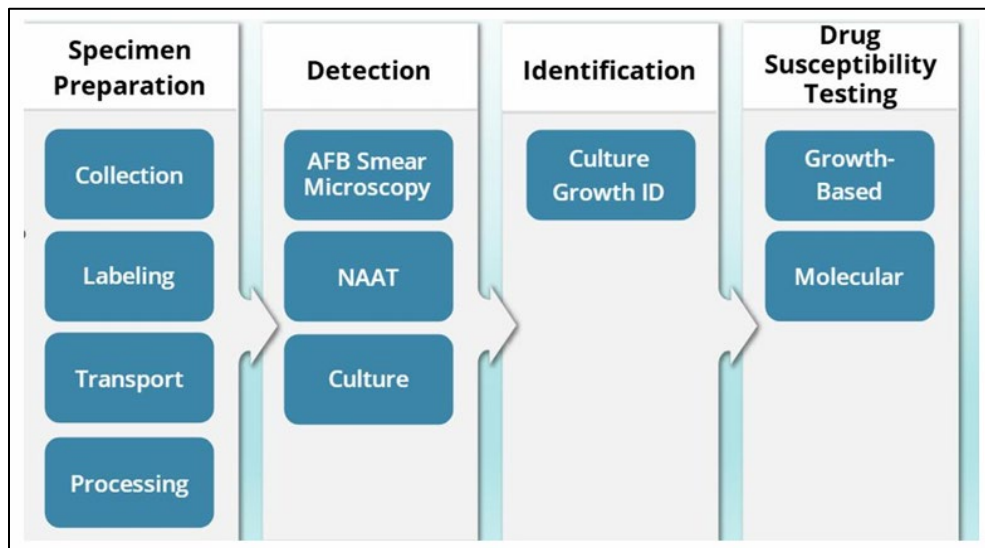 Specimen
Preparation
Collection
Labeling
Transport
Processing
Detection
AFB Smear
Microscopy
NAAT
Culture
Identification
Culture
Growth ID
Drug
Susceptibility
Testing
Growth-
Based
Molecular